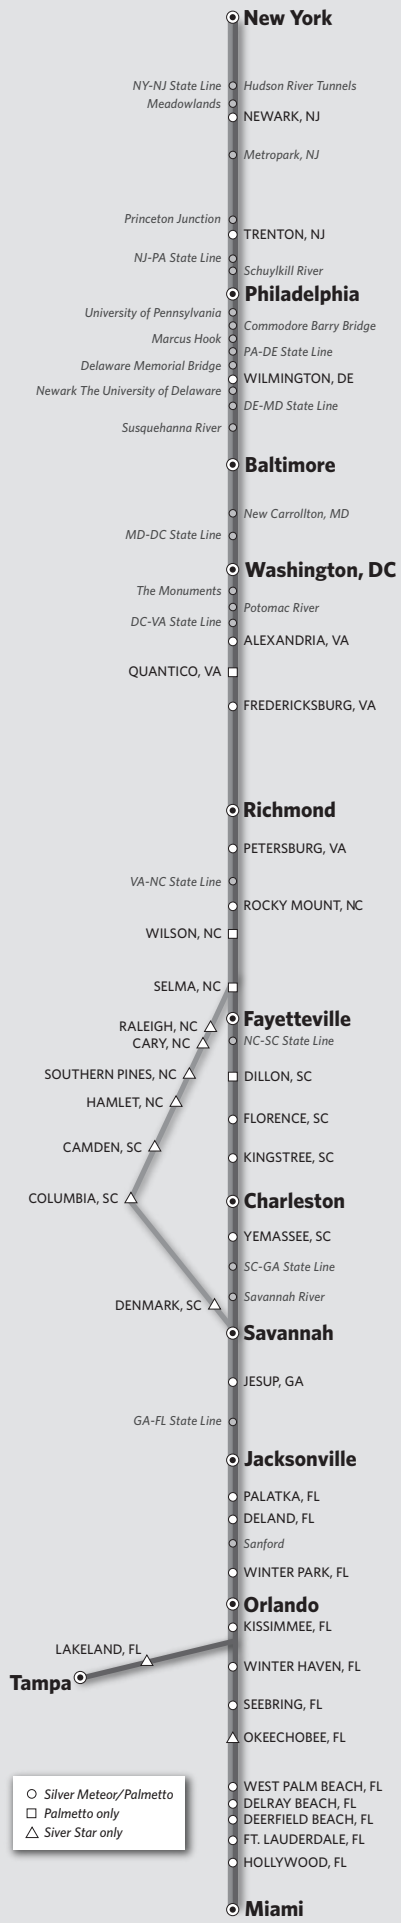 New York
NY-NJ State Line
Hudson River Tunnels
Meadowlands
NEWARK, NJ
Metropark, NJ
Princeton Junction
TRENTON, NJ
NJ-PA State Line
Schuylkill River
Philadelphia
University of Pennsylvania
Commodore Barry Bridge
Marcus Hook
PA-DE State Line
Delaware Memorial Bridge
WILMINGTON, DE
Newark The University of Delaware
DE-MD State Line
Susquehanna River
Baltimore
New Carrollton, MD
MD-DC State Line
Washington, DC
The Monuments
Potomac River
DC-VA State Line
ALEXANDRIA, VA
QUANTICO, VA
FREDERICKSBURG, VA
Richmond
PETERSBURG, VA
VA-NC State Line
ROCKY MOUNT, NC
WILSON, NC
SELMA, NC
Fayetteville
RALEIGH, NC
NC-SC State Line
CARY, NC
SOUTHERN PINES, NC
DILLON, SC
HAMLET, NC
FLORENCE, SC
CAMDEN, SC
KINGSTREE, SC
COLUMBIA, SC
Charleston
YEMASSEE, SC
SC-GA State Line
Savannah River
DENMARK, SC
Savannah
JESUP, GA
GA-FL State Line
Jacksonville
PALATKA, FL
DELAND, FL
Sanford
WINTER PARK, FL
Orlando
KISSIMMEE, FL
LAKELAND, FL
WINTER HAVEN, FL
Tampa
SEEBRING, FL
OKEECHOBEE, FL
WEST PALM BEACH, FL
DELRAY BEACH, FL
DEERFIELD BEACH, FL
FT. LAUDERDALE, FL
HOLLYWOOD, FL
Miami
Silver Meteor/Palmetto
Palmetto only
Siver Star only